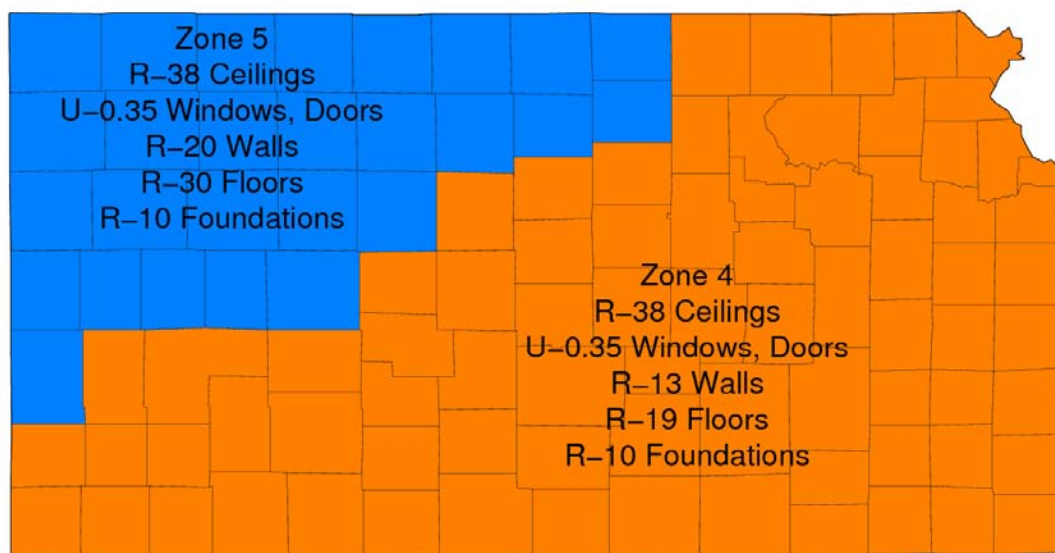 Zone 5
R-38 Ceilings
U-0.35 Windows, Doors
R-20 Walls
R-30 Floors
R-10 Foundations
Zone 4
R-38 Ceilings
U-0.35 Windows, Doors
R-13 Walls
R-19 Floors
R-10 Foundations